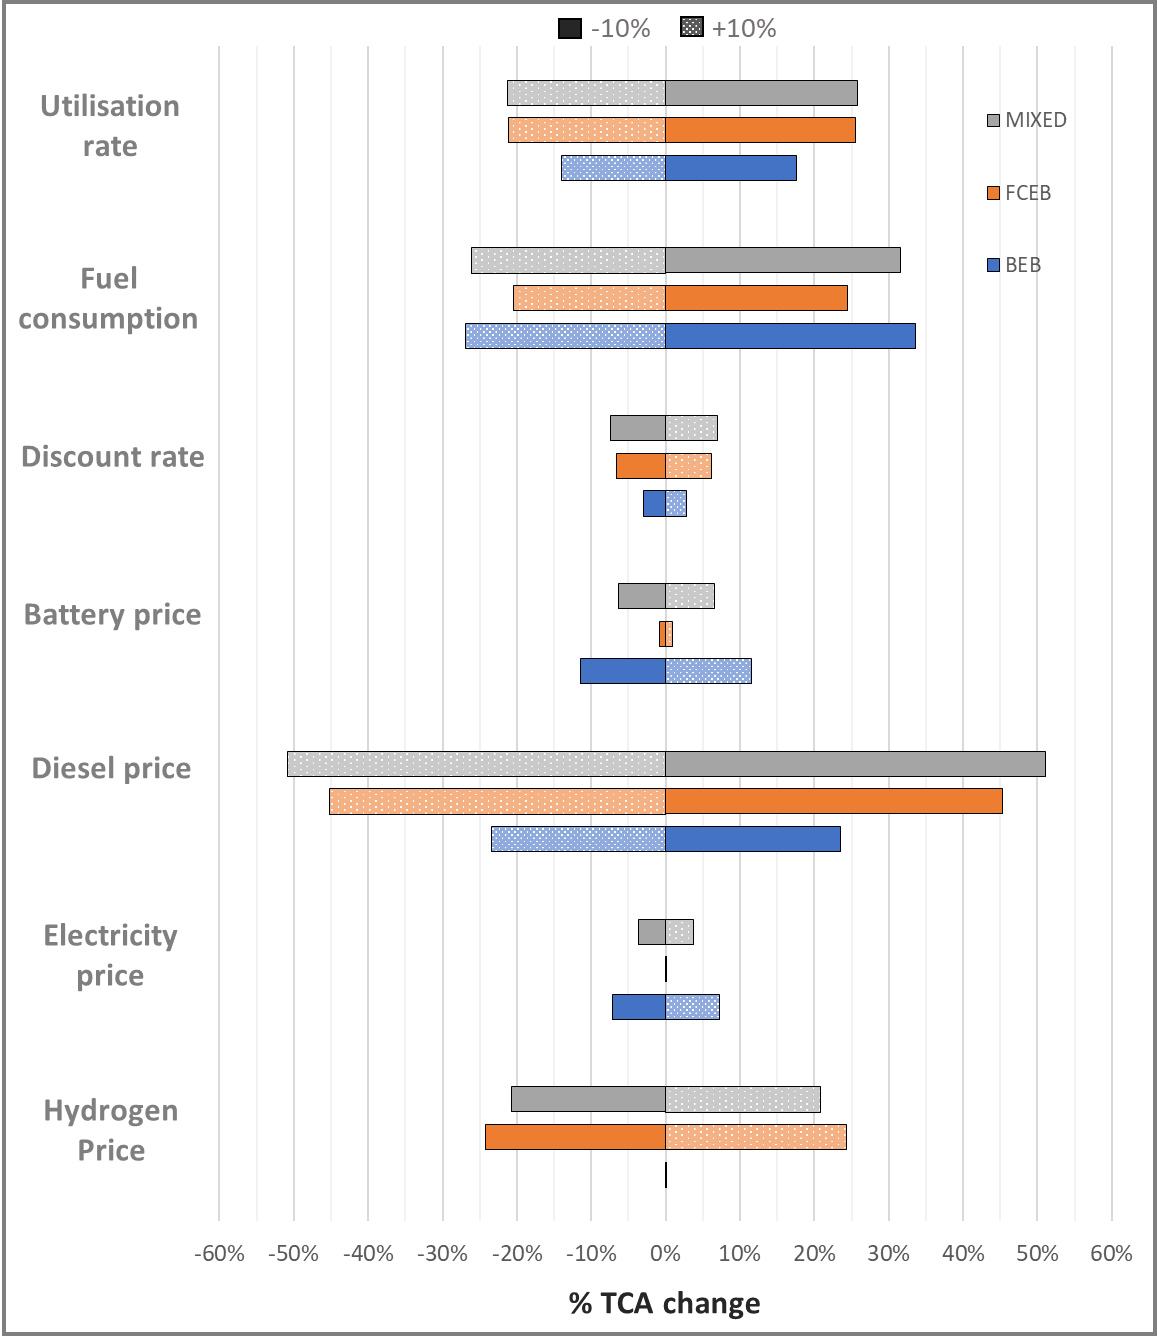 -10% +10%
Utilisation
rate
MIXED
FCEB
BEB
Fuel
consumption
Discount rate
Battery price
Diesel price
Electricity
price
Hydrogen
Price
-60% -50% -40% -30% -20% -10% 0% 10% 20% 30% 40% 50% 60%
% TCA change